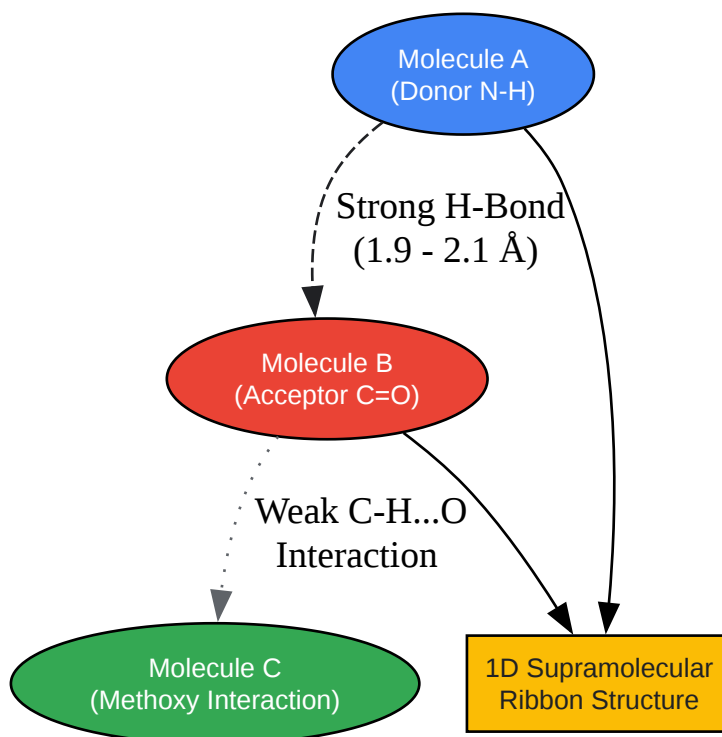 Molecule A
(Donor N-H)
Strong H-Bond
(1.9 - 2.1 Å)
Molecule B
(Acceptor C=O)
Weak C-H...O
Interaction
Molecule C
(Methoxy Interaction)
1D Supramolecular
Ribbon Structure